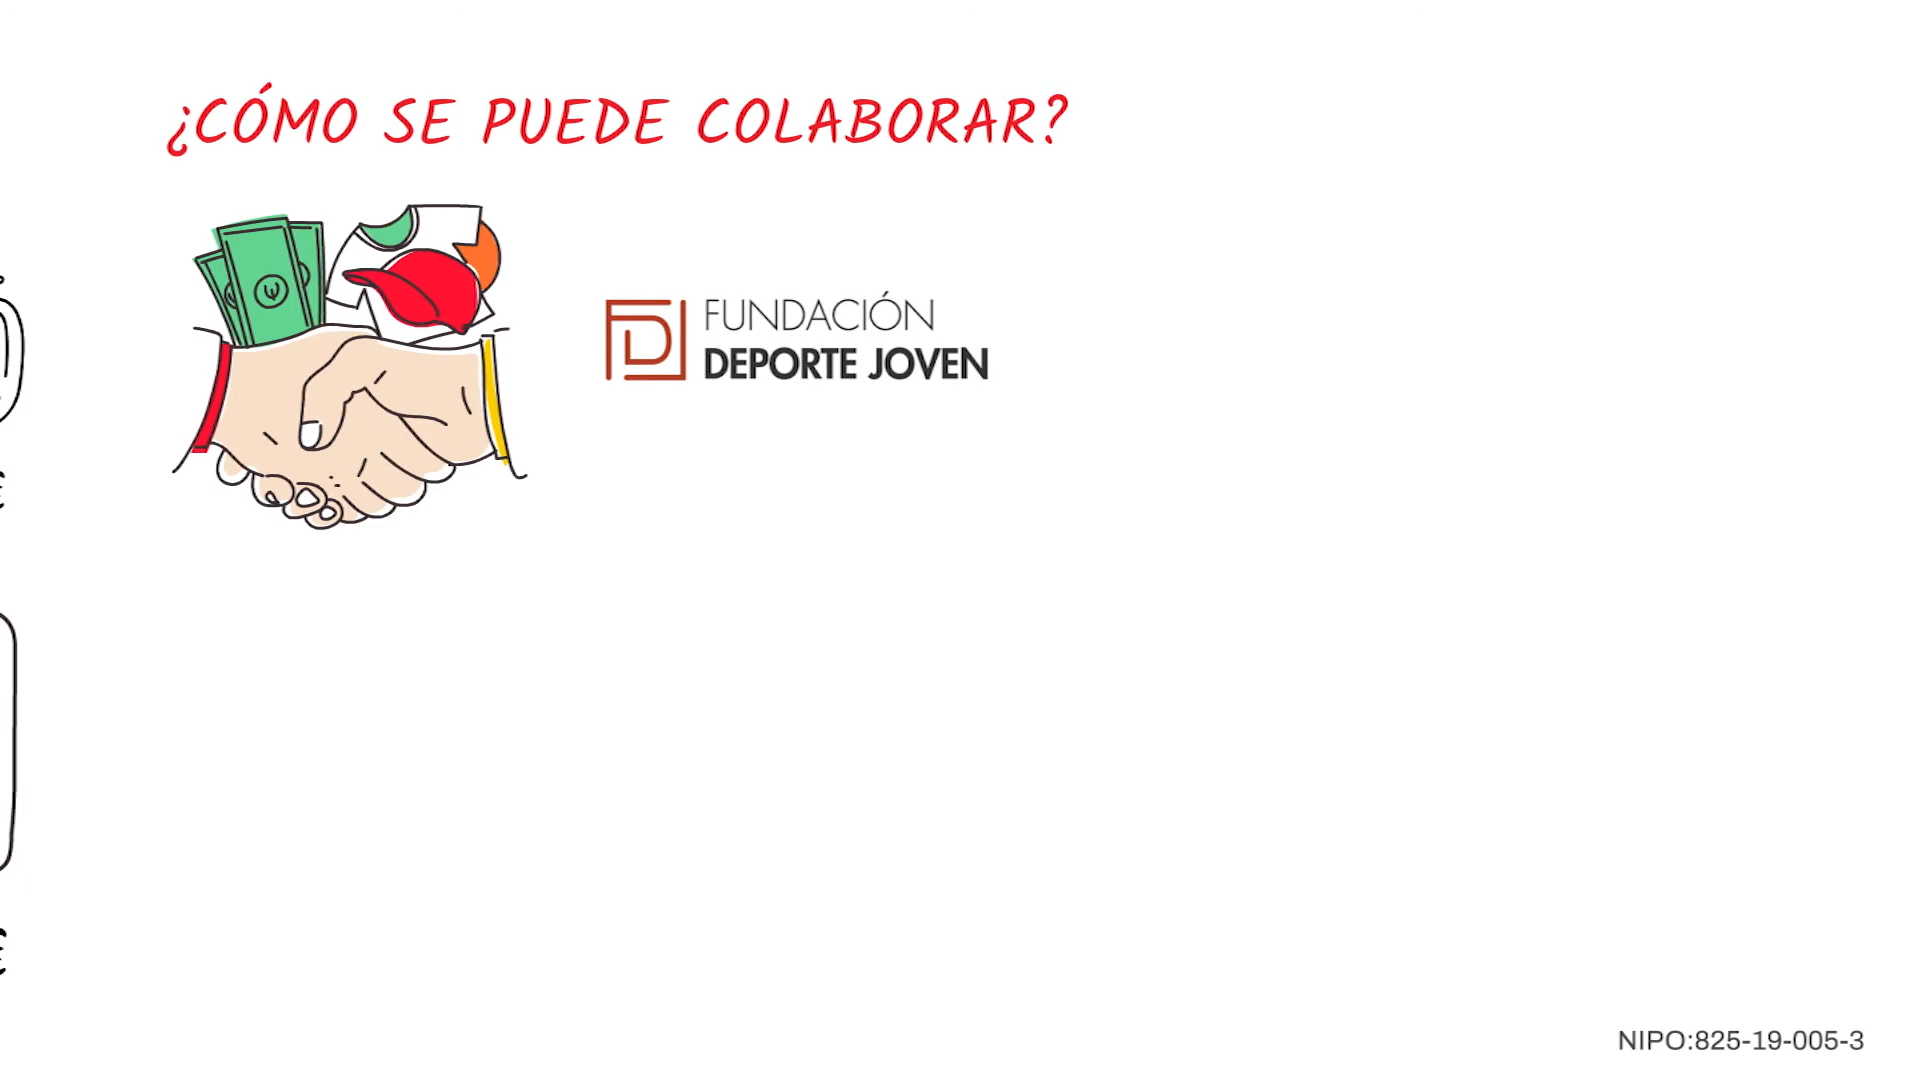 ¿CÓMO SE PUEDE COLABORAR?
FUNDACIÓN
DEPORTE JOVEN
NIPO:825-19-005-3